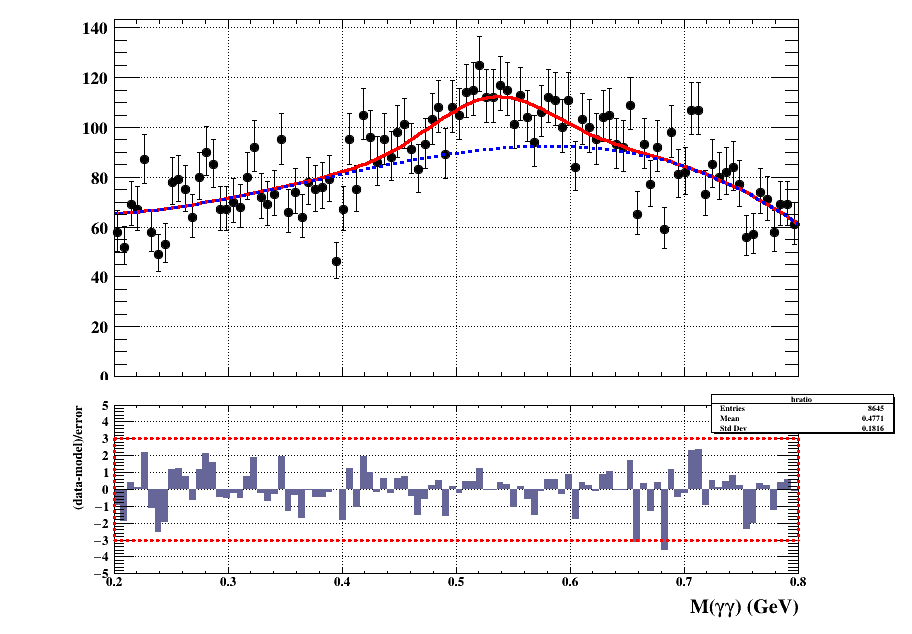 140
120
100
80
60
40
20
0
hratio
Entries 8645
Mean 0.4771
Std Dev 0.1816
(data-model)/error
5
4
3
2
1
0
−1
−2
−3
−4
−5
0.2 0.3 0.4 0.5 0.6 0.7 0.8
M(γγ) (GeV)